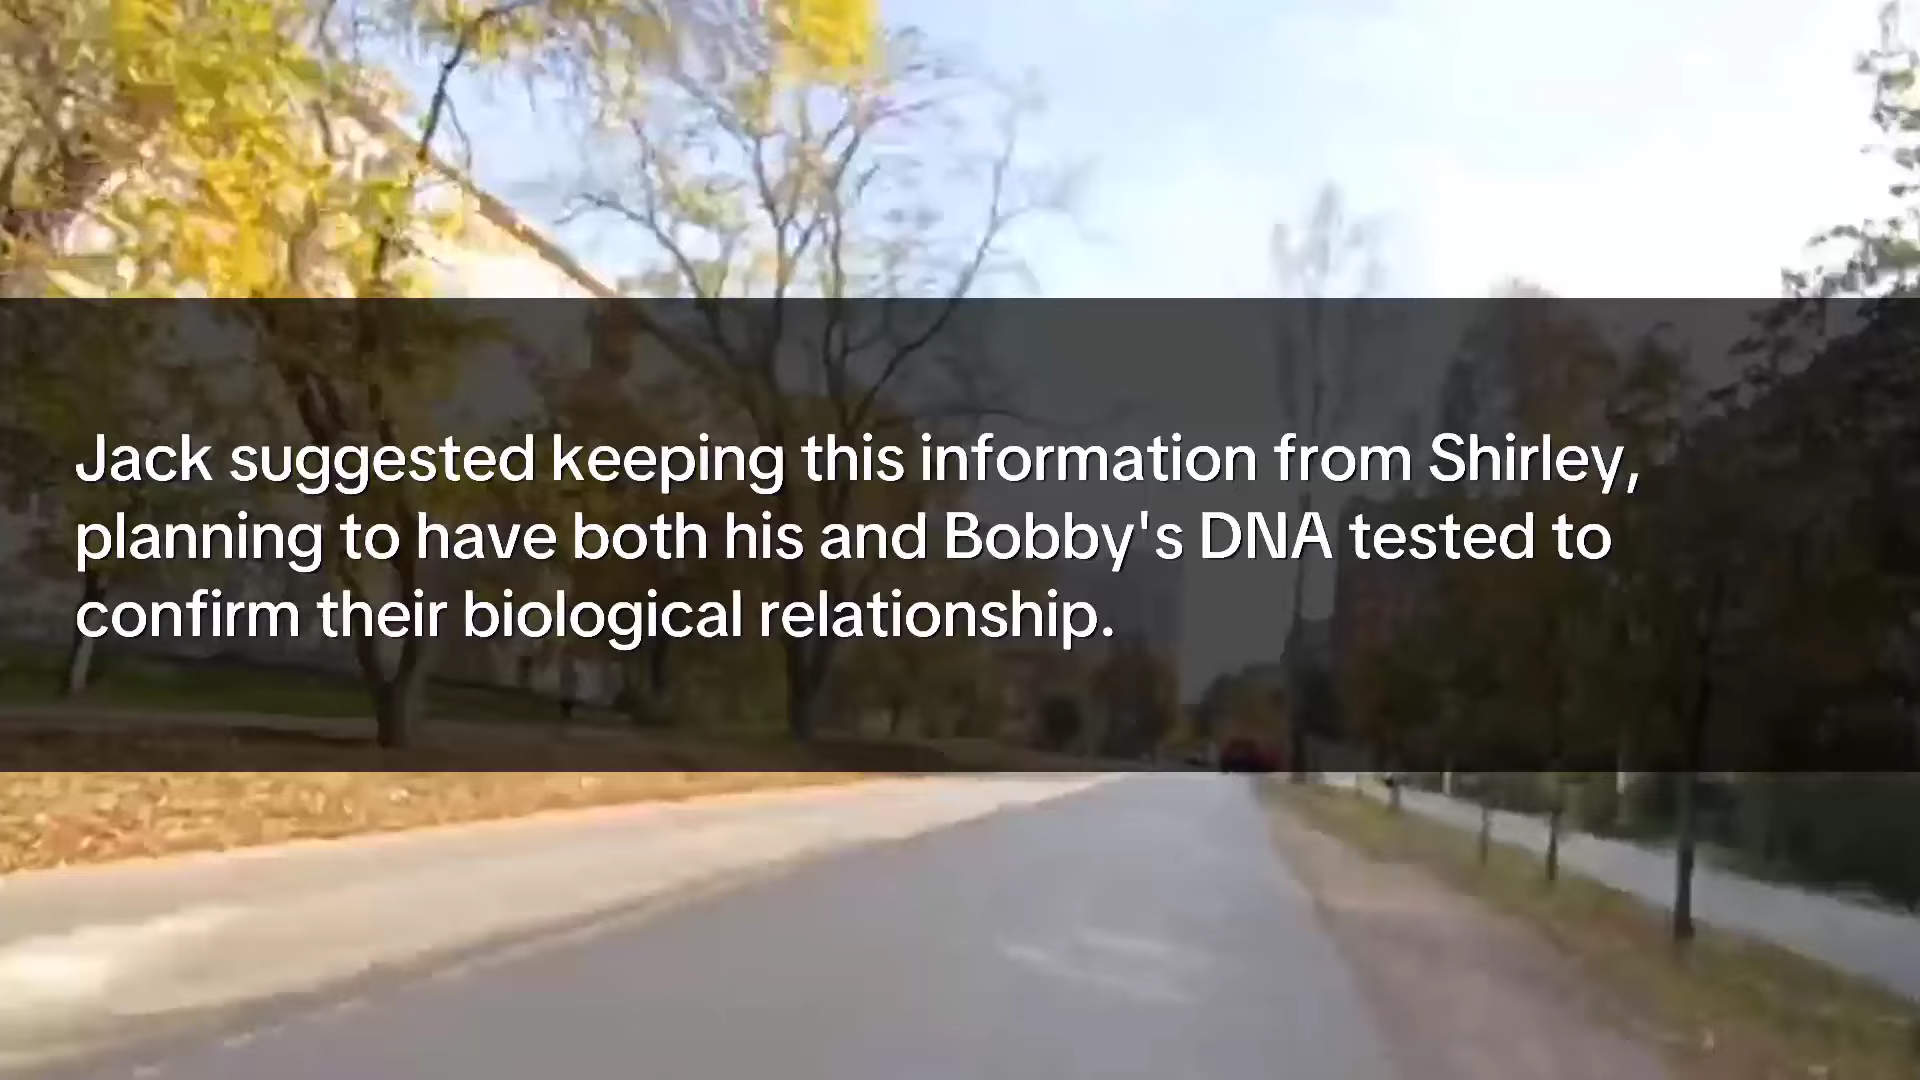 Jack suggested keeping this information from Shirley,
planning to have both his and Bobby's DNA tested to
confirm their biological relationship.